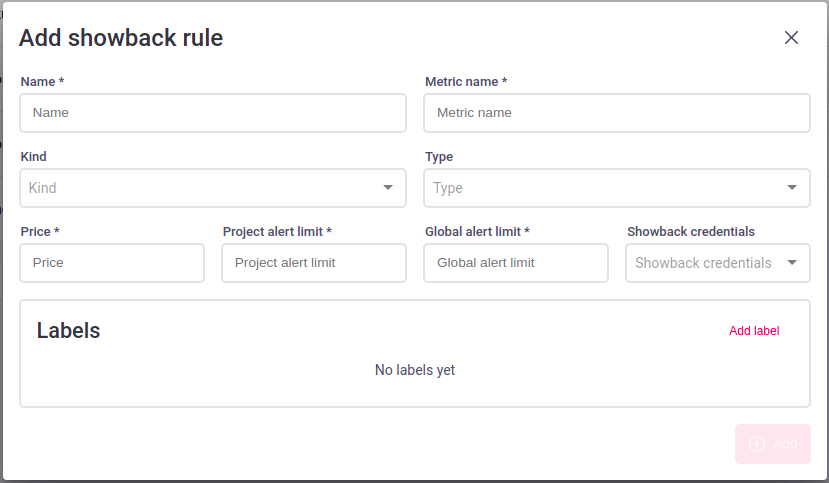 Add showback rule
Name * Metric name *
Name Metric name
Kind Type
Kind Type
Price * Project alert limit * Global alert limit * Showback credentials
Price Project alert limit Global alert limit Showback credentials
Labels Add label
No labels yet
Add